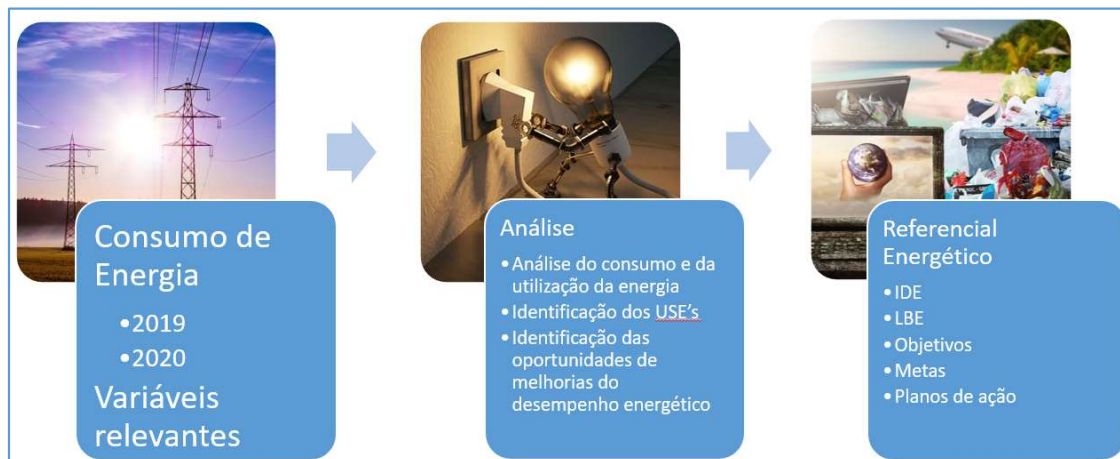 Consumo de
Energia
•2019
•2020
Variáveis
relevantes
Análise
•Análise do consumo e da
utilização da energia
•Identificação dos USE's
•Identificação das
oportunidades de
melhorias do
desempenho energético
Referencial
Energético
•IDE
•LBE
•Objetivos
•Metas
•Planos de ação